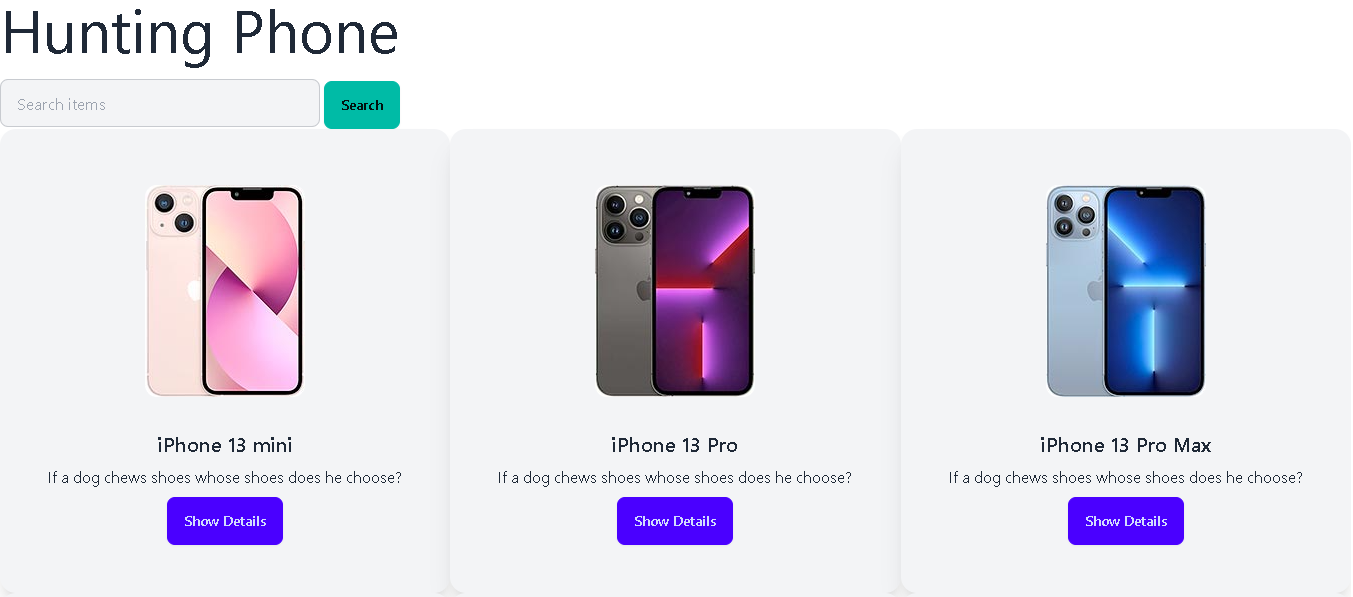 Hunting Phone
Search items
Search
iPhone 13 mini
If a dog chews shoes whose shoes does he choose?
Show Details
iPhone 13 Pro
If a dog chews shoes whose shoes does he choose?
Show Details
iPhone 13 Pro Max
If a dog chews shoes whose shoes does he choose?
Show Details